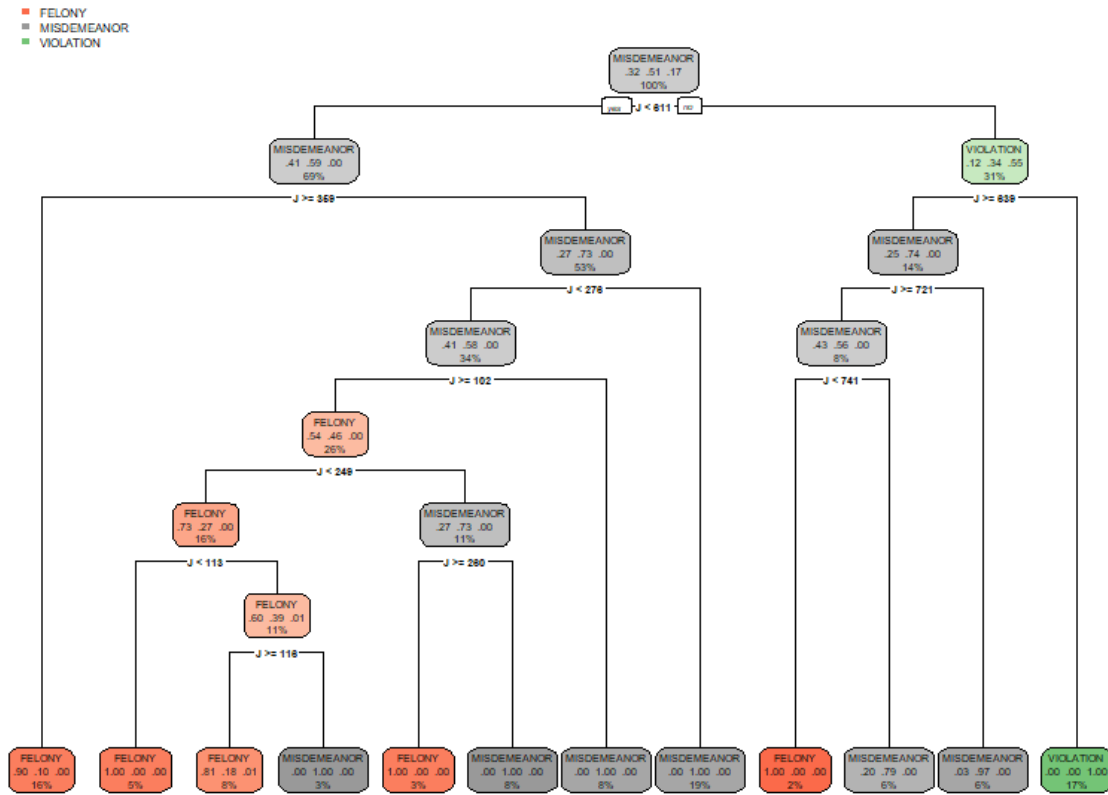 FELONY
MISDEMEANOR
VIOLATION
MISDEMEANOR
.32 .51 .17
100%
yes J < 611 no
MISDEMEANOR
.41 .59 .00
69%
VIOLATION
.12 .34 .55
31%
J >= 359
J >= 639
MISDEMEANOR
.27 .73 .00
53%
MISDEMEANOR
.25 .74 .00
14%
J < 276
J >= 721
MISDEMEANOR
.41 .58 .00
34%
MISDEMEANOR
.43 .56 .00
8%
J >= 102
J < 741
FELONY
.54 .46 .00
26%
J < 249
FELONY
.73 .27 .00
16%
MISDEMEANOR
.27 .73 .00
11%
J < 113
J >= 260
FELONY
.60 .39 .01
11%
J >= 116
FELONY
.90 .10 .00
16%
FELONY
1.00 .00 .00
5%
FELONY
.81 .18 .01
8%
MISDEMEANOR
.00 1.00 .00
3%
FELONY
1.00 .00 .00
3%
MISDEMEANOR
.00 1.00 .00
8%
MISDEMEANOR
.00 1.00 .00
8%
MISDEMEANOR
.00 1.00 .00
19%
FELONY
1.00 .00 .00
2%
MISDEMEANOR
.20 .79 .00
6%
MISDEMEANOR
.03 .97 .00
6%
VIOLATION
.00 .00 1.00
17%